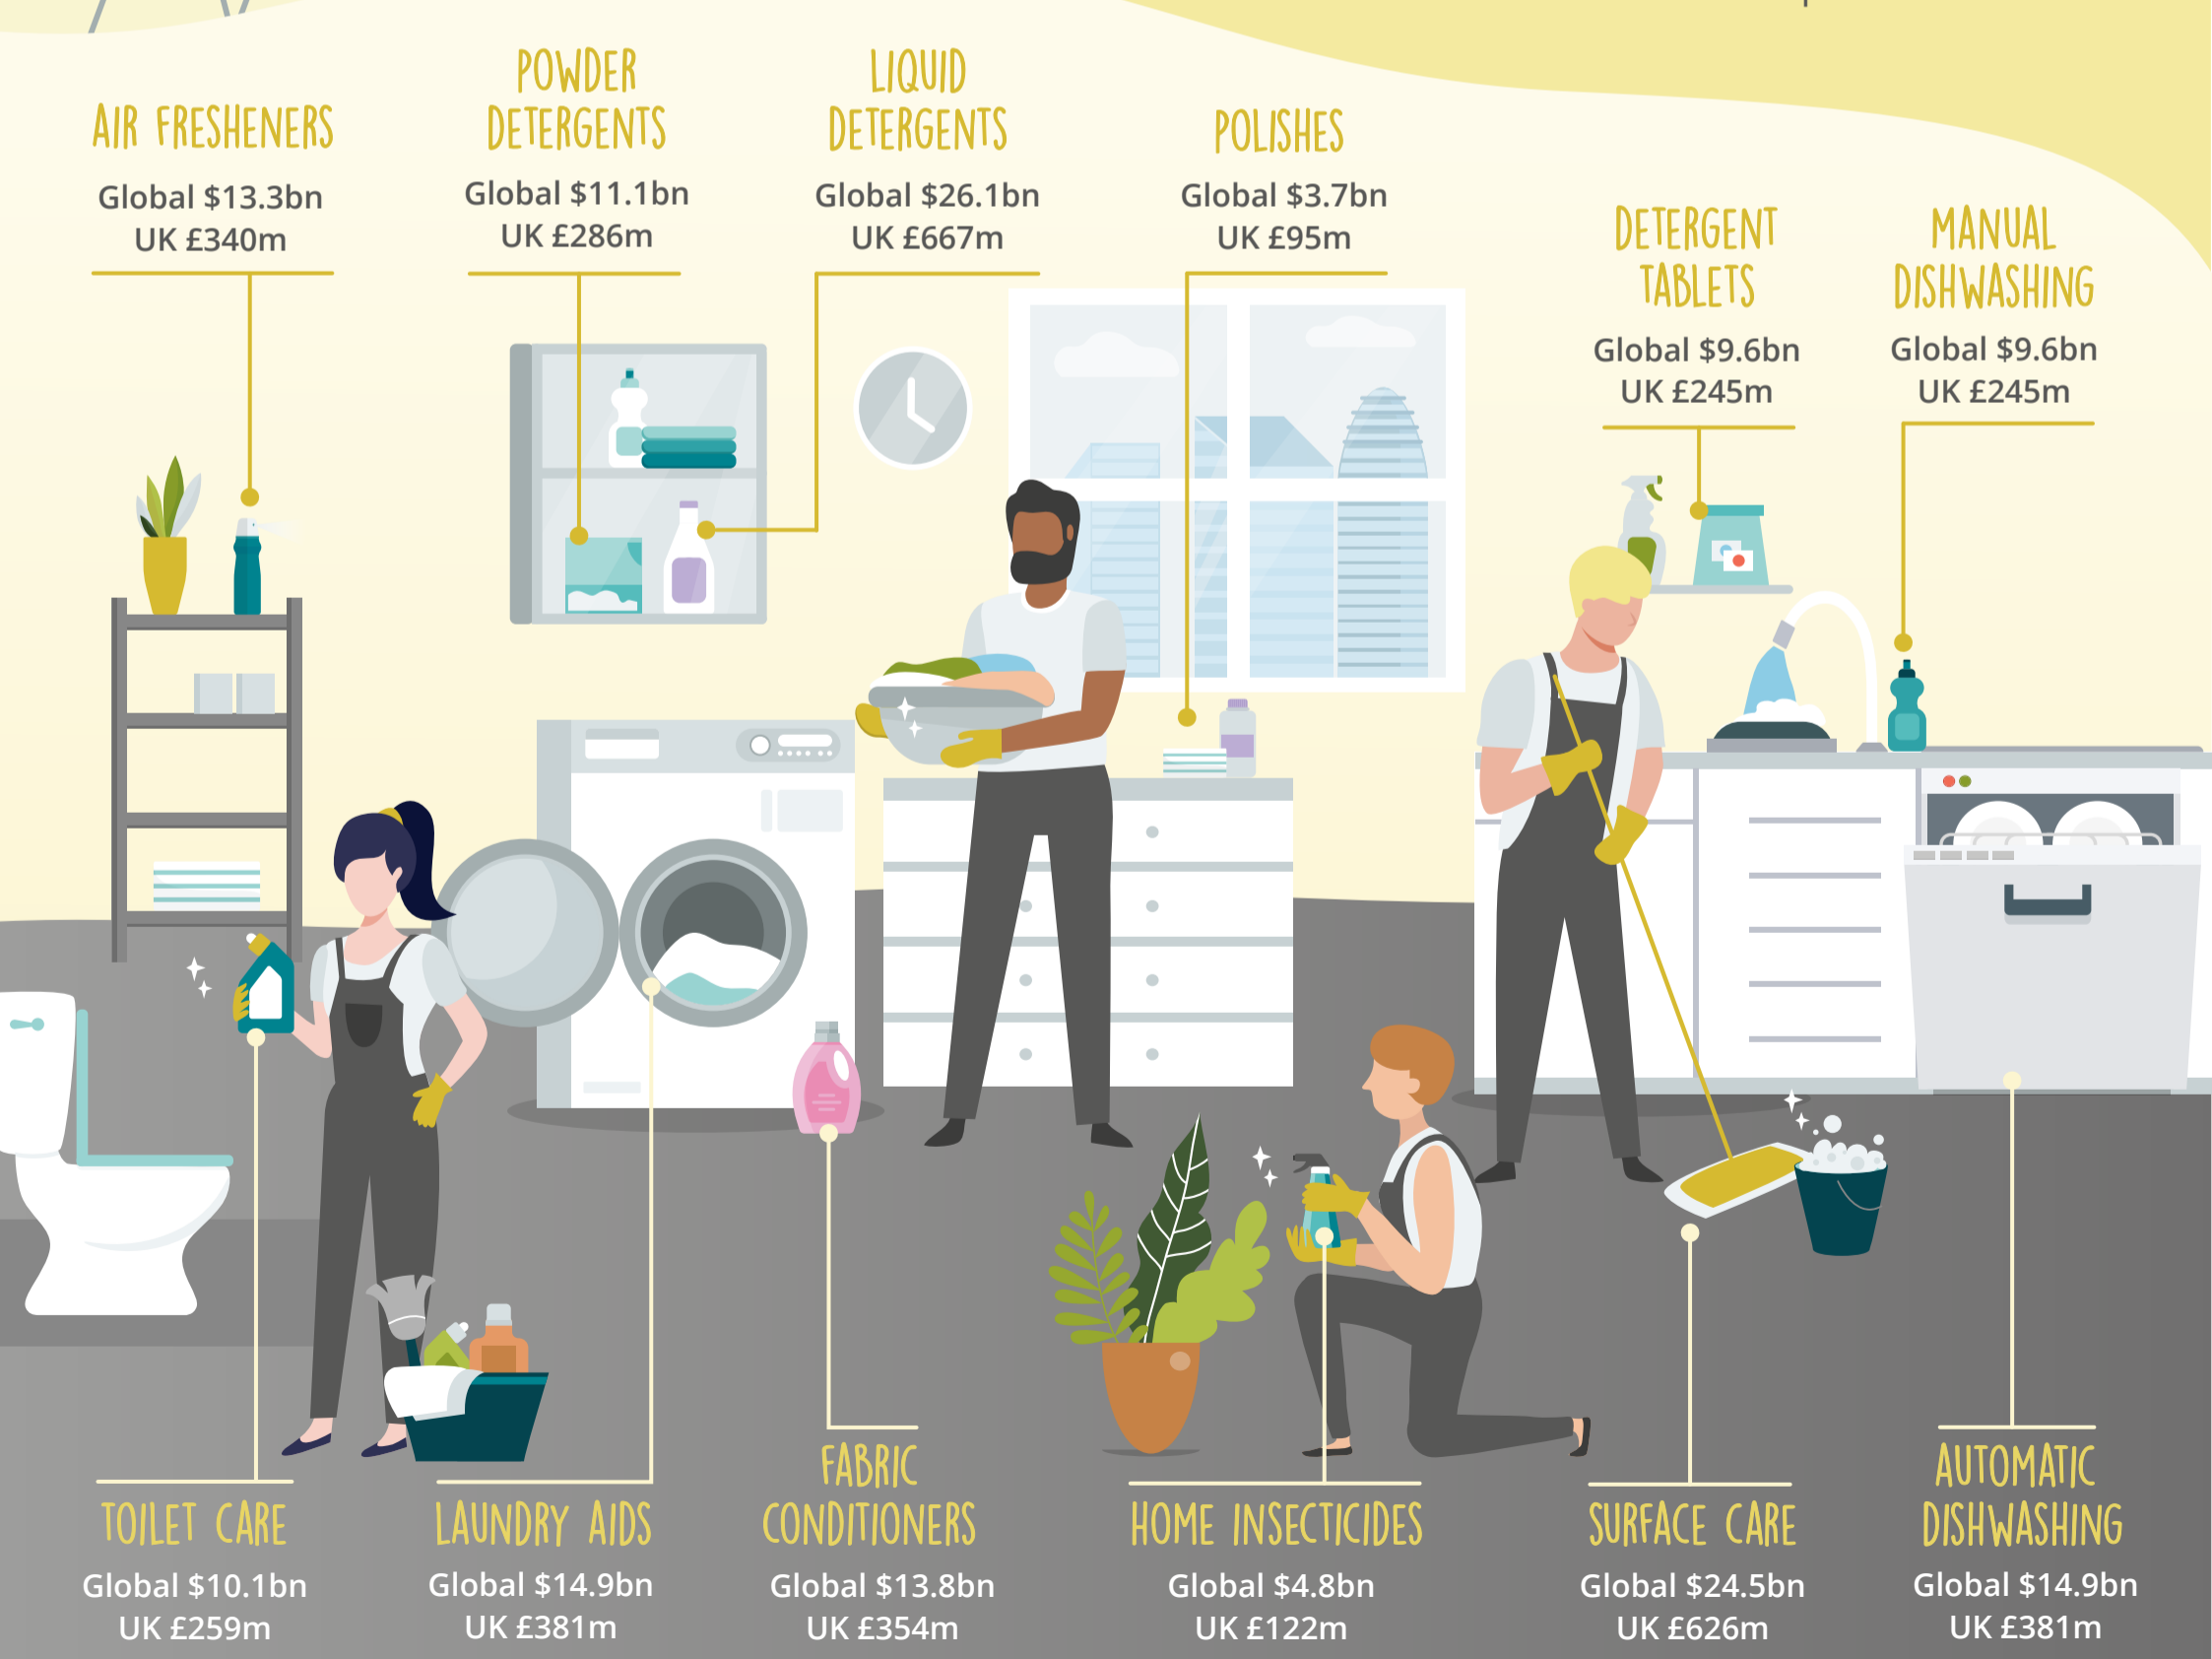 AIR FRESHENERS
Global $13.3bn
UK £340m
POWDER
DETERGENTS
Global $11.1bn
UK £286m
LIQUID
DETERGENTS
Global $26.1bn
UK £667m
POLISHES
Global $3.7bn
UK £95m
DETERGENT
TABLETS
Global $9.6bn
UK £245m
MANUAL
DISHWASHING
Global $9.6bn
UK £245m
TOILET CARE
Global $10.1bn
UK £259m
LAUNDRY AIDS
Global $14.9bn
UK £381m
FABRIC
CONDITIONERS
Global $13.8bn
UK £354m
HOME INSECTICIDES
Global $4.8bn
UK £122m
SURFACE CARE
Global $24.5bn
UK £626m
AUTOMATIC
DISHWASHING
Global $14.9bn
UK £381m